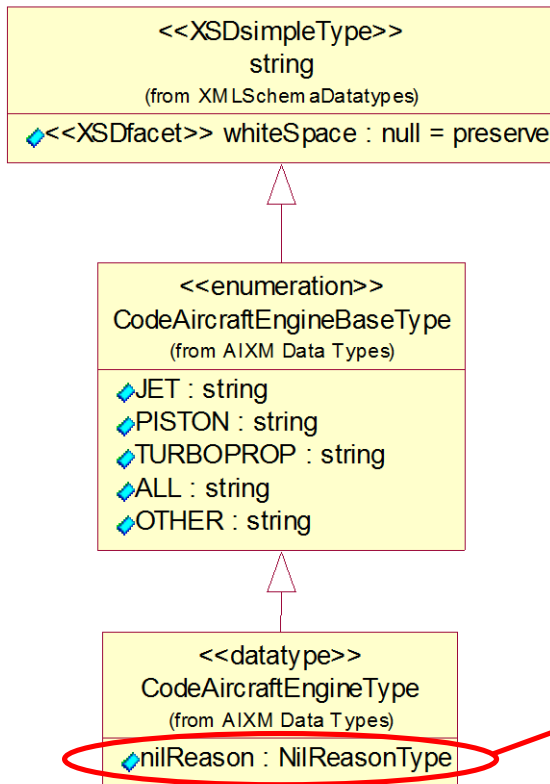 <<XSDsimpleType>>
string
(from XMLSchemaDatatypes)
<<XSDfacet>> whiteSpace : null = preserve
<<enumeration>>
CodeAircraftEngineBaseType
(from AIXM Data Types)
JET : string
PISTON : string
TURBOPROP : string
ALL : string
OTHER : string
<<datatype>>
CodeAircraftEngineType
(from AIXM Data Types)
nilReason : NilReasonType